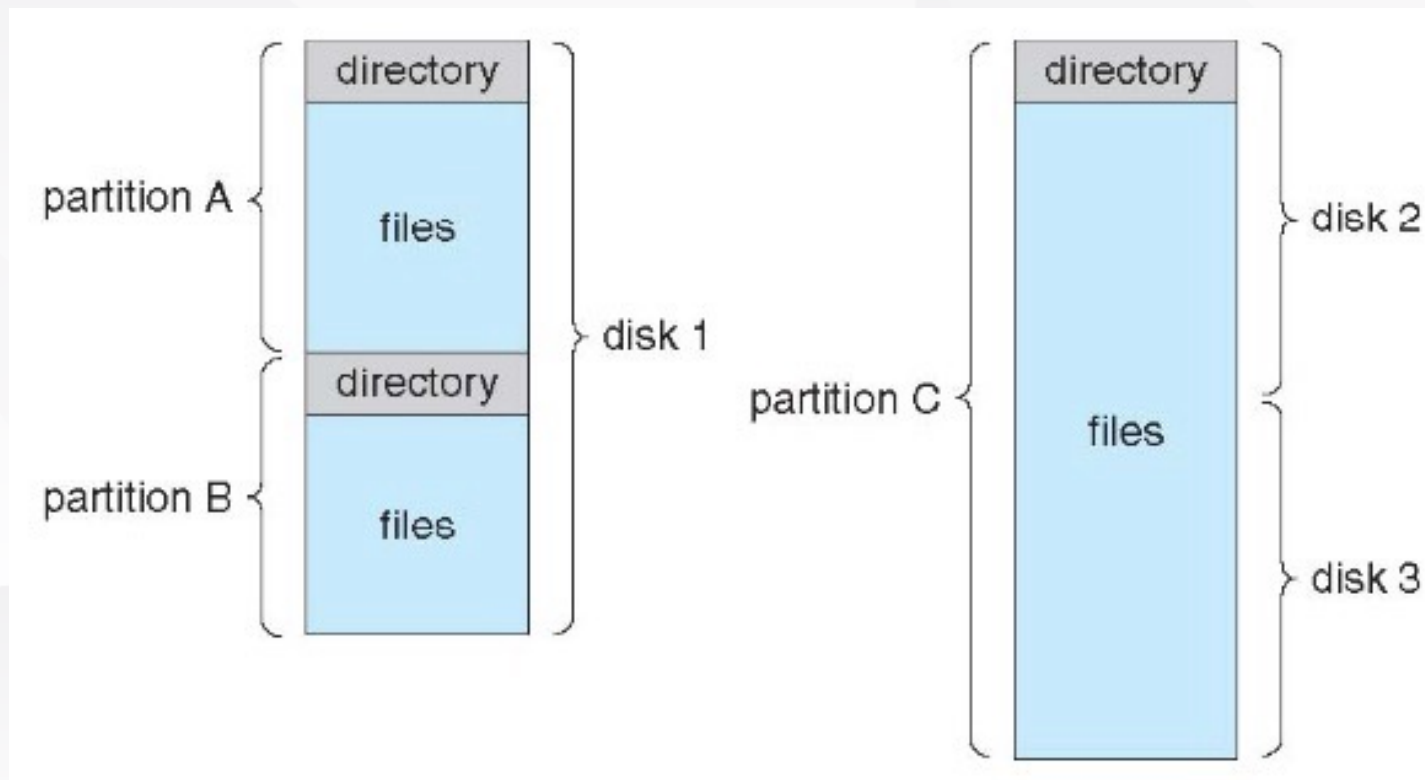 directory
partition A
files
disk 1
directory
partition B
files
directory
disk 2
partition C
files
disk 3